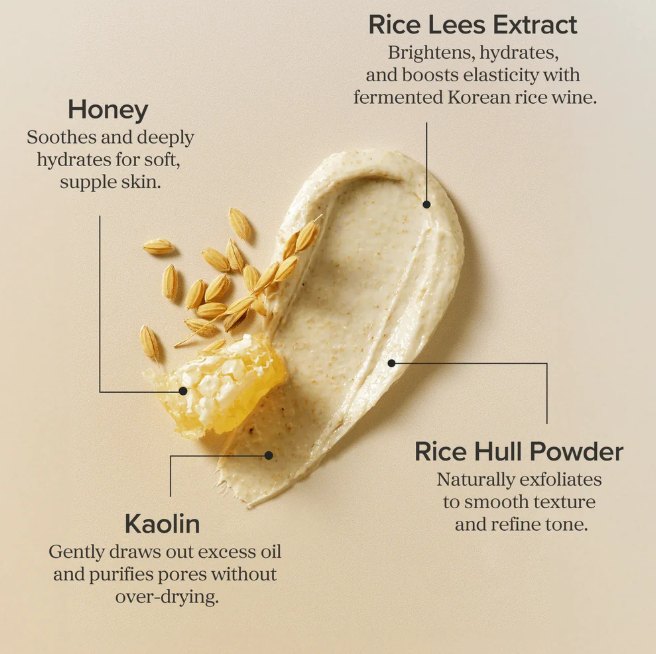 Rice Lees Extract
Brightens, hydrates,
and boosts elasticity with
fermented Korean rice wine.
Honey
Soothes and deeply
hydrates for soft,
supple skin.
Rice Hull Powder
Naturally exfoliates
to smooth texture
and refine tone.
Kaolin
Gently draws out excess oil
and purifies pores without
over-drying.